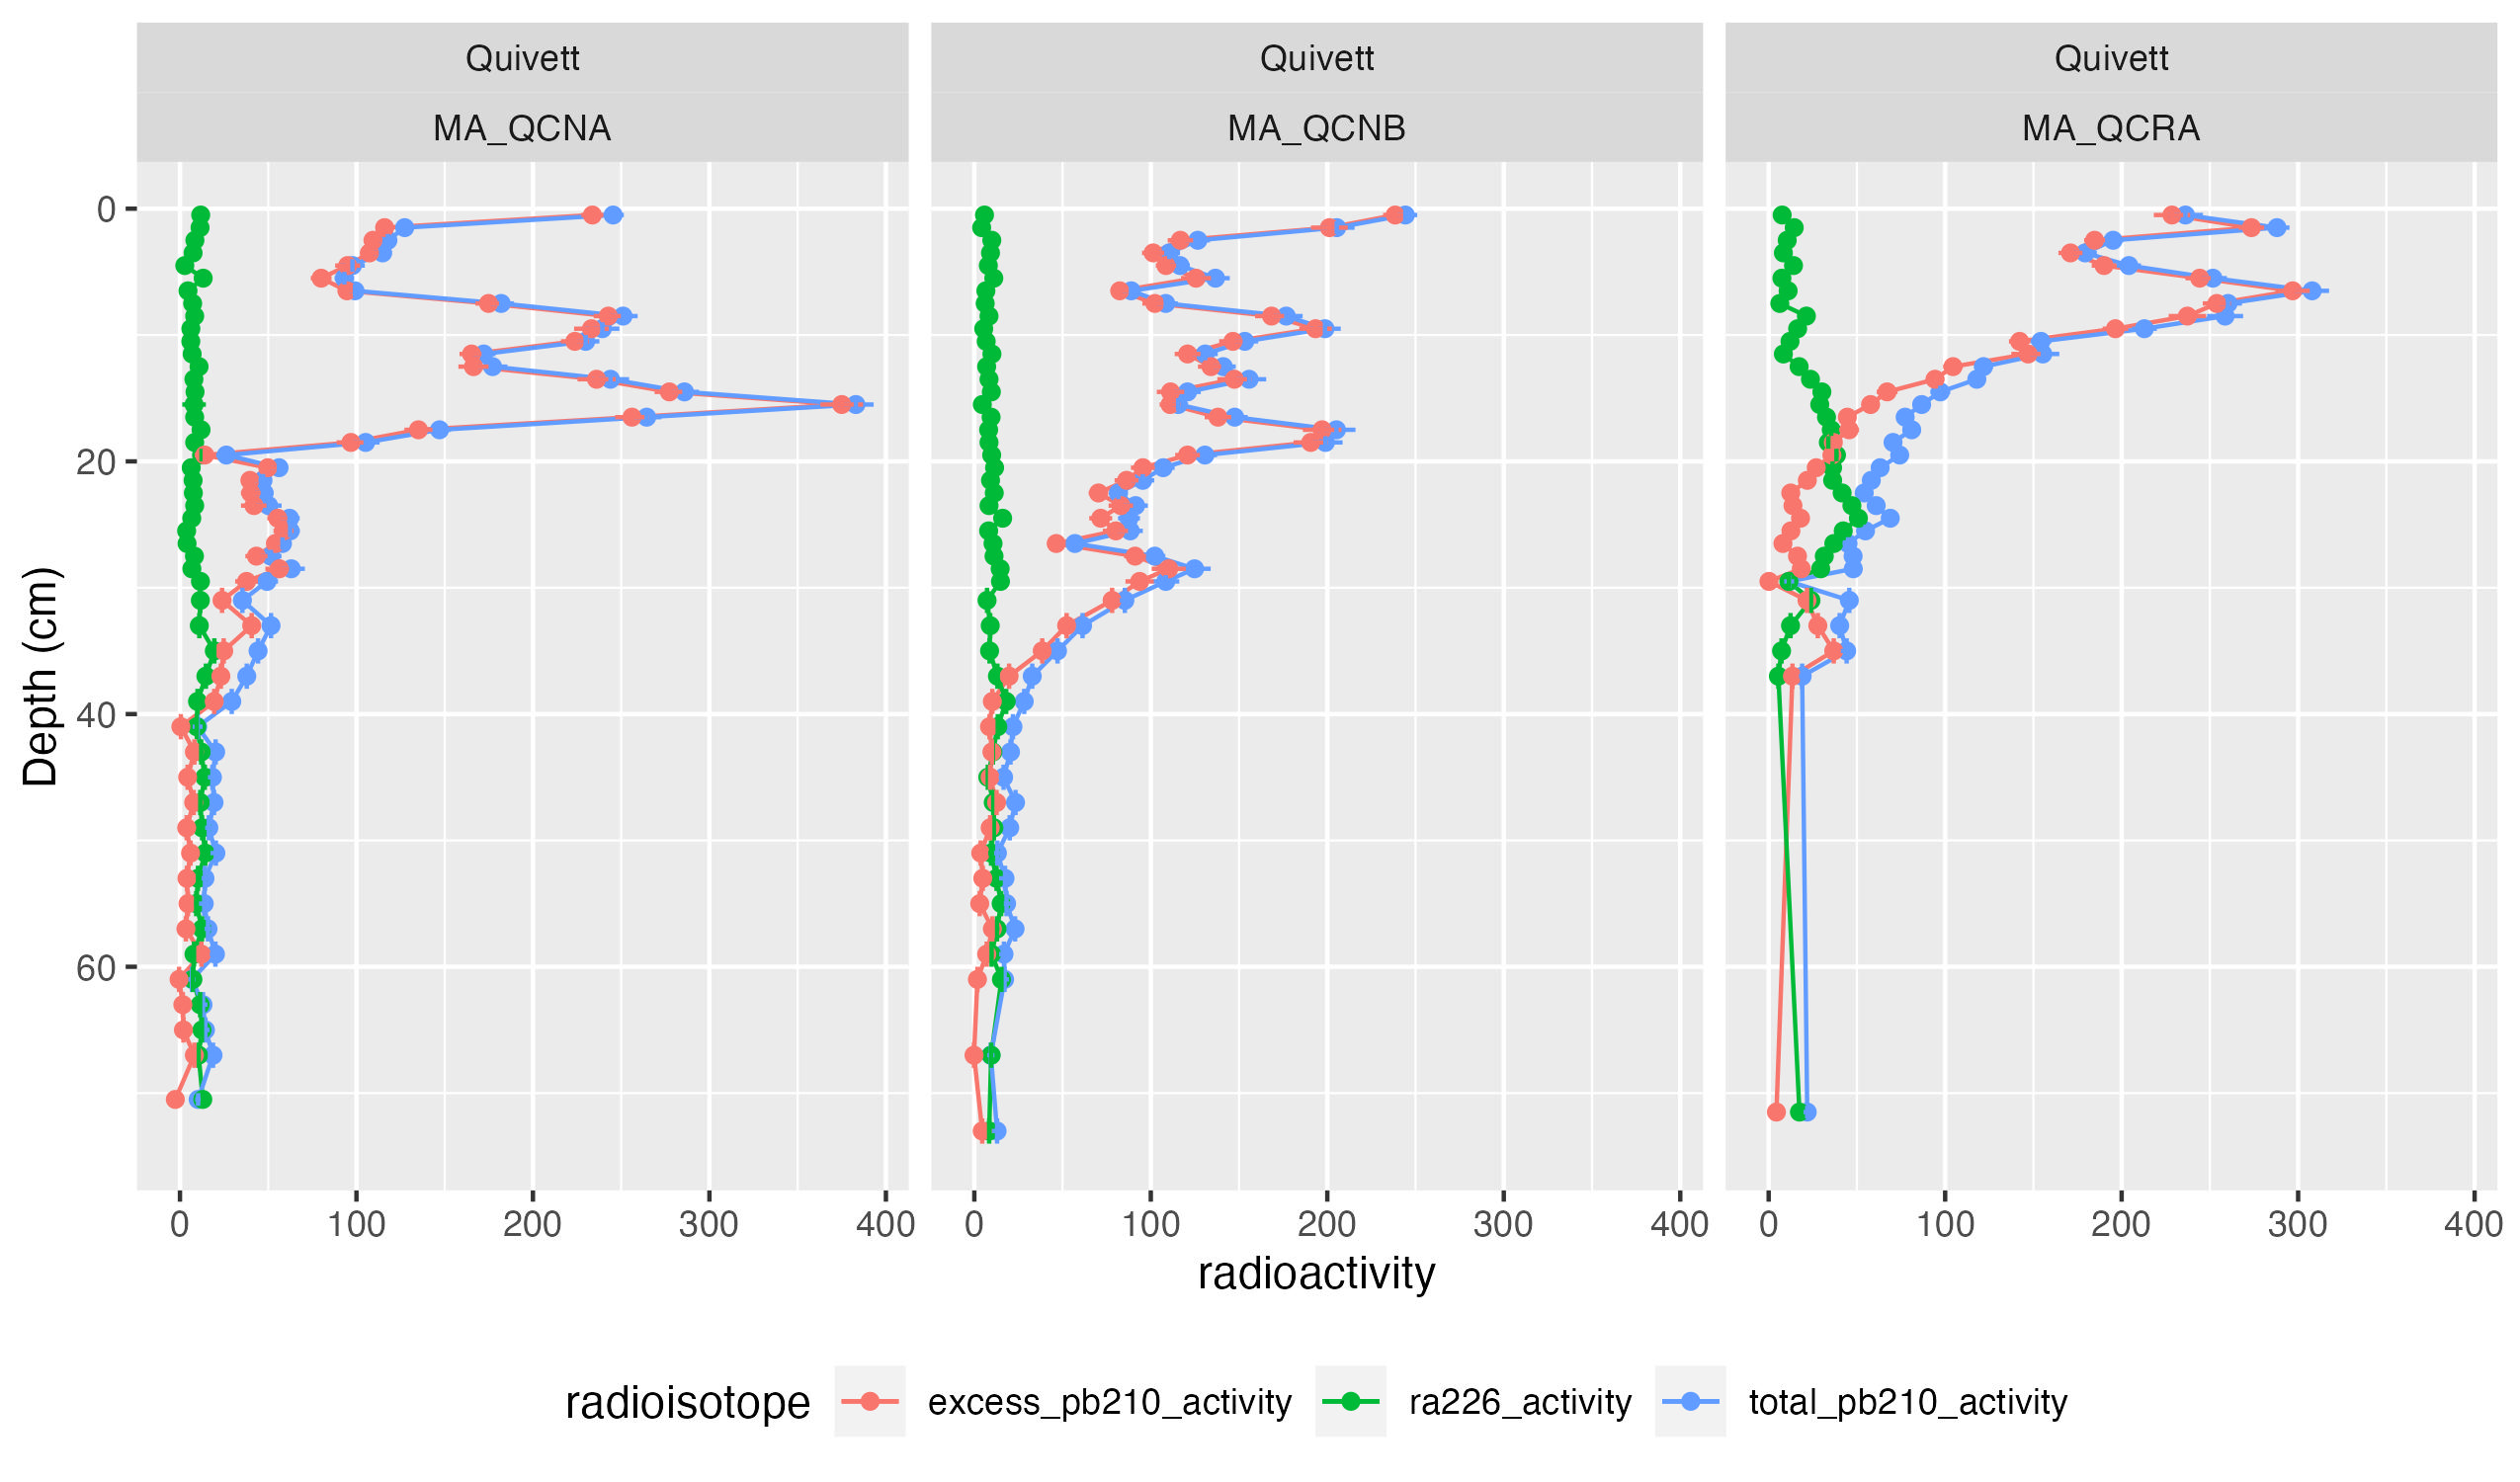 Quivett Quivett Quivett
MA_QCNA MA_QCNB MA_QCRA
0
20
40
60
Depth (cm)
0 100 200 300 400 0 100 200 300 400 0 100 200 300 400
radioactivity
radioisotope excess_pb210_activity ra226_activity total_pb210_activity